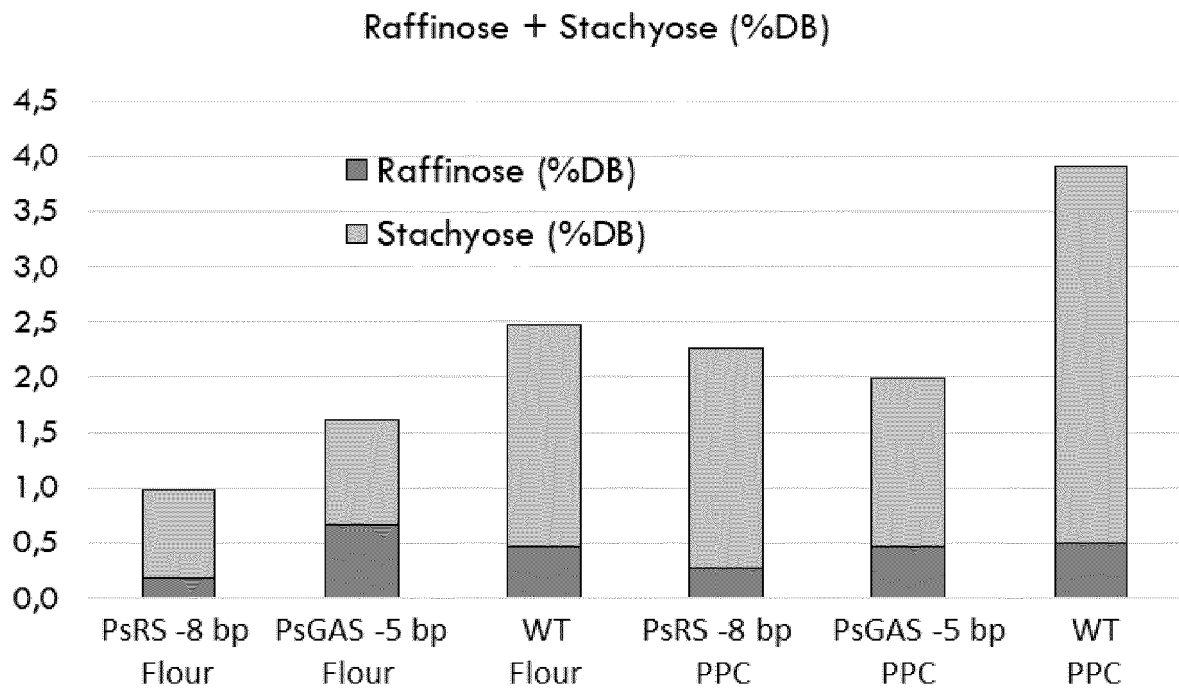 Raffinose + Stachyose (%DB)
4,5
4,0
3,5
3,0
2,5
2,0
1,5
1,0
0,5
0,0
Raffinose (%DB)
Stachyose (%DB)
PsRS -8 bp PsGAS -5 bp WT PsRS -8 bp PsGAS -5 bp WT
Flour Flour Flour PPC PPC PPC